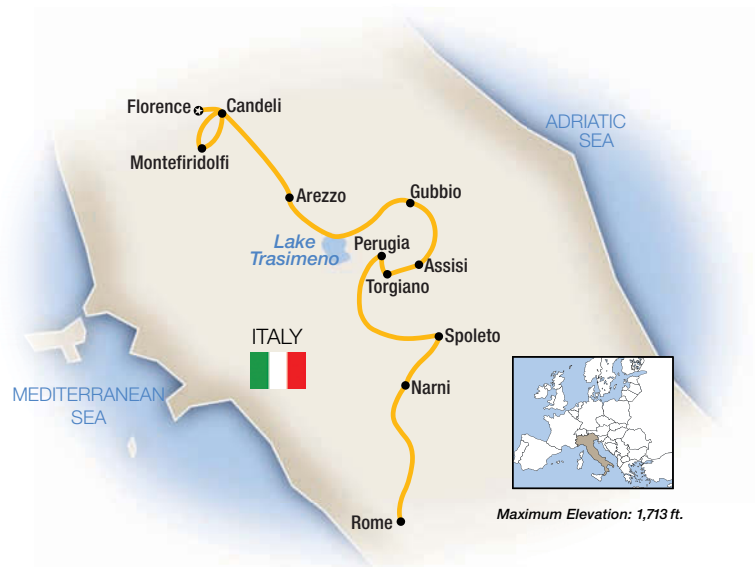 Florence
Candeli
Montefiridolfi
ADRIATIC
SEA
Arezzo
Gubbio
Lake
Trasimeno
Perugia
Assisi
Torgiano
ITALY
Spoleto
MEDITERRANEAN
SEA
Narni
Rome
Maximum Elevation: 1,713 ft.